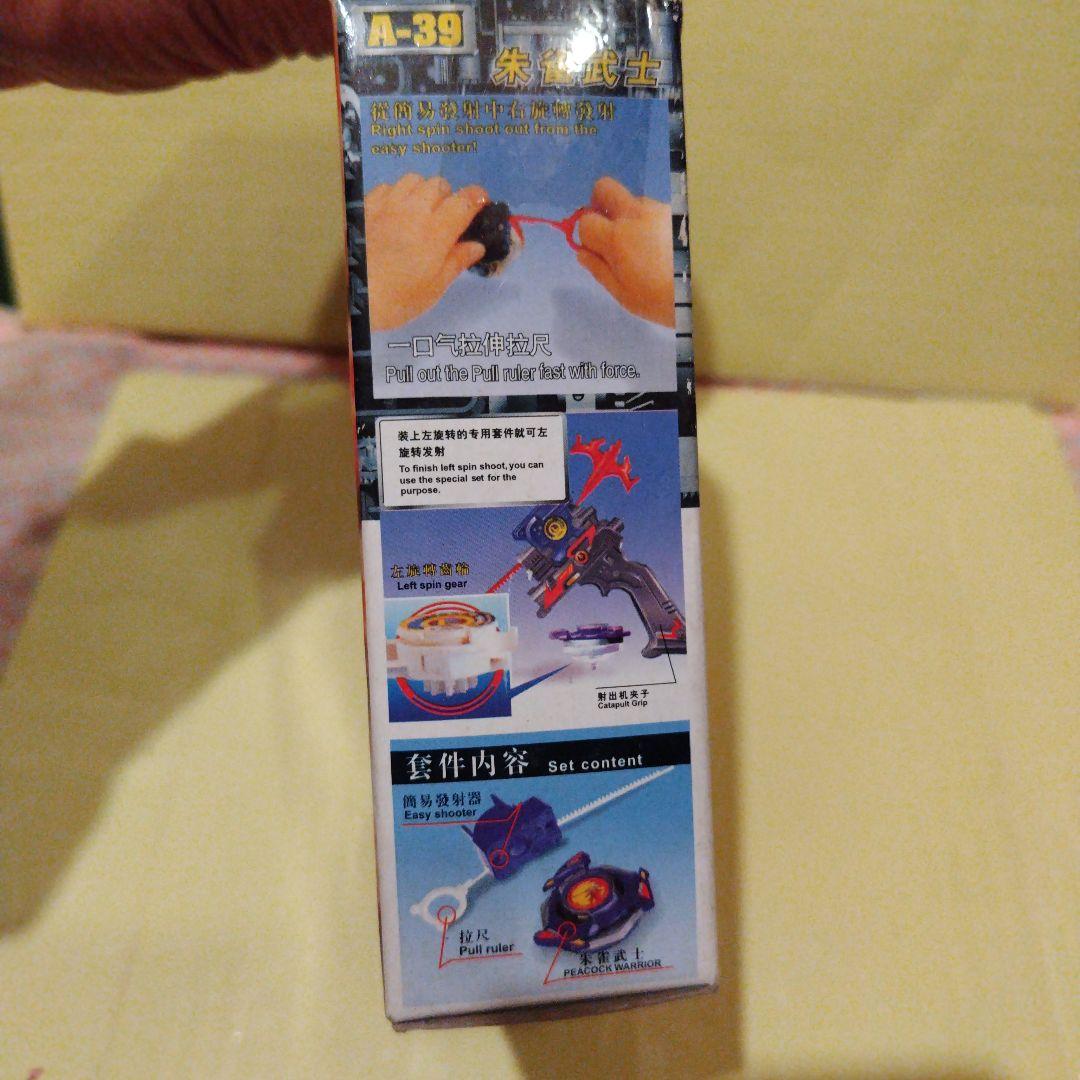 A-39
朱雀武士
從簡易發射中右旋轉發射
Right spin shoot out from the
easy shooter!
一口气拉伸拉尺
Pull out the Pull ruler fast with force.
装上左旋转的专用套件就可左
旋转发射
To finish left spin shoot, you can
use the special set for the
purpose.
左旋轉齒輪
Left spin gear
射出机夹子
Catapult Grip
套件内容 Set content
簡易發射器
Easy shooter
拉尺
Pull ruler
朱雀武士
PEACOCK WARRIOR